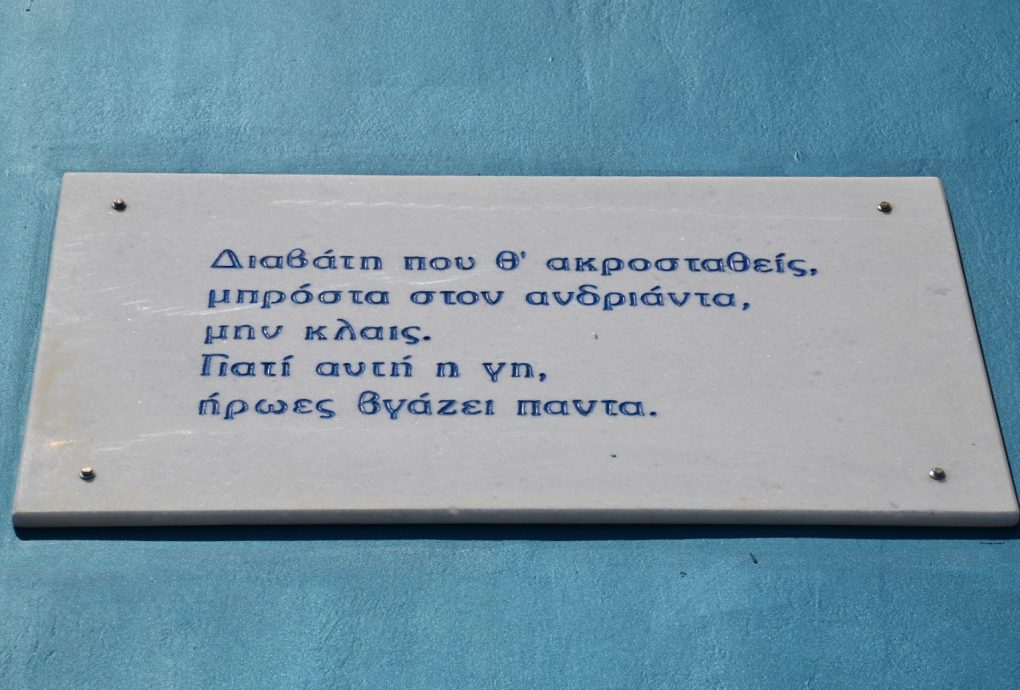 Διαβάτη που θ' ακροσταθείς,
μπρόστα στον ανδριάντα,
μην κλαις.
Γιατί αυτή η γη,
ήρωες βγάζει παντα.